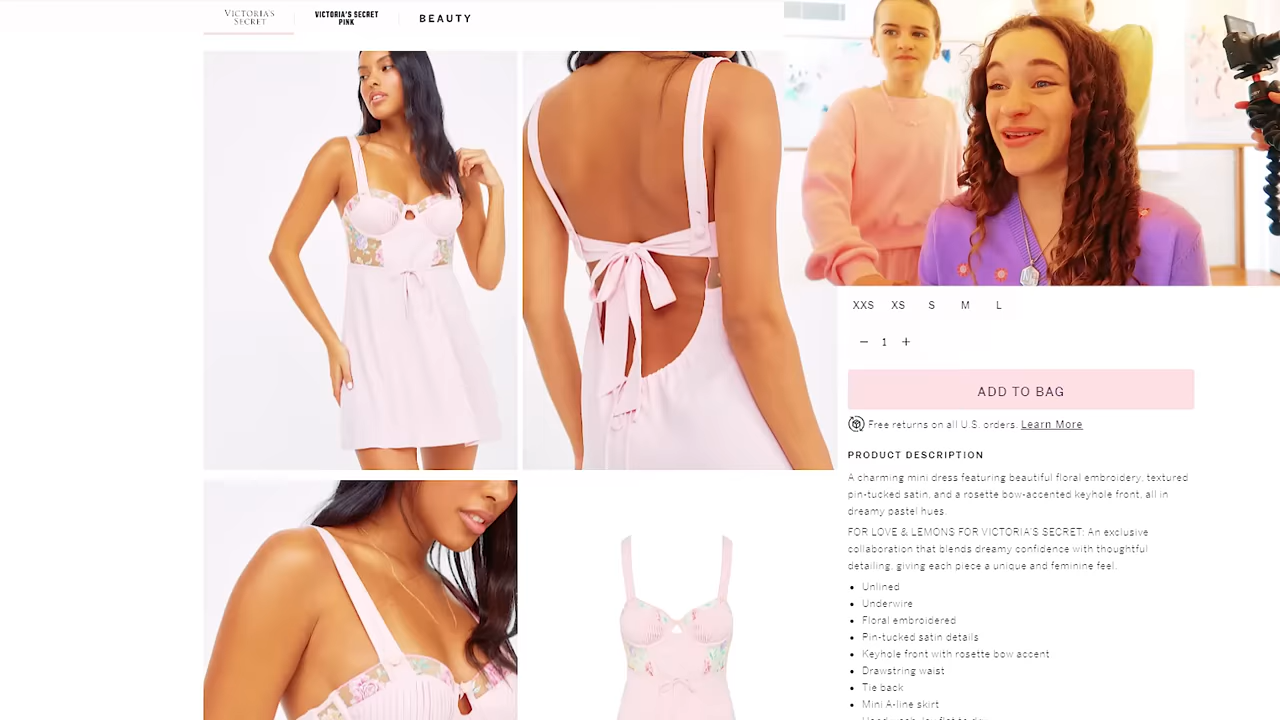 VICTORIA'S
SECRET
VICTORIA'S SECRET
PINK
BEAUTY
XXS XS S M L
1
ADD TO BAG
Free returns on all U.S. orders. Learn More
PRODUCT DESCRIPTION
A charming mini dress featuring beautiful floral embroidery, textured
pin-tucked satin, and a rosette bow-accented keyhole front, all in
dreamy pastel hues.
FOR LOVE & LEMONS FOR VICTORIA'S SECRET: An exclusive
collaboration that blends dreamy confidence with thoughtful
detailing, giving each piece a unique and feminine feel.
Unlined
Underwire
Floral embroidered
Pin-tucked satin details
Keyhole front with rosette bow accent
Drawstring waist
Tie back
Mini A-line skirt